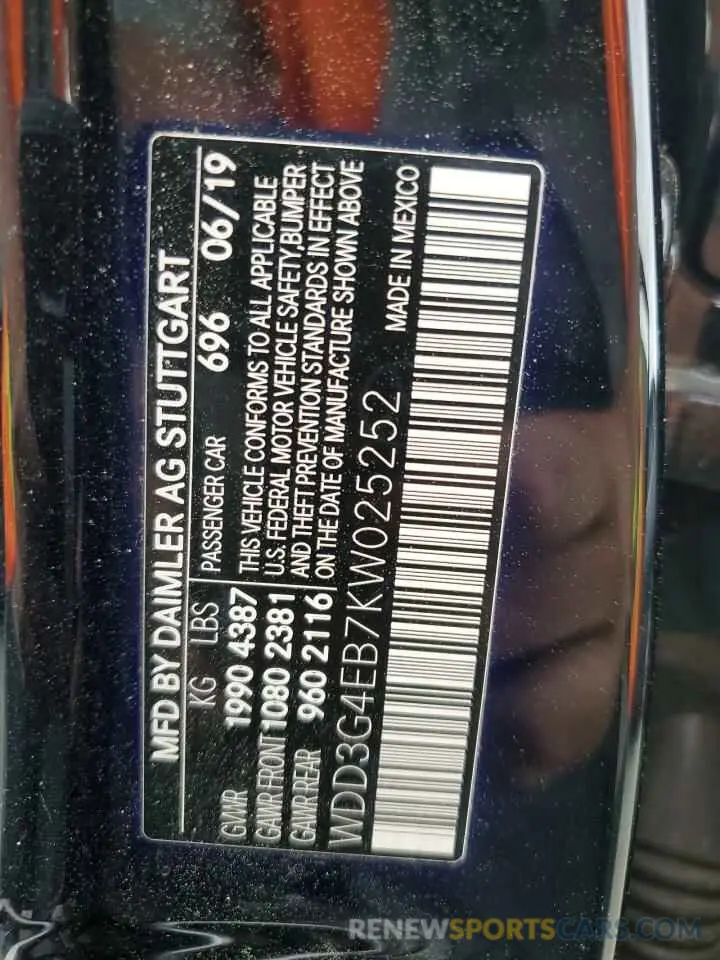 MFD BY DAIMLER AG STUTTGART
KG LBS PASSENGER CAR 696 06/19
GVWR 1990 4387 THIS VEHICLE CONFORMS TO ALL APPLICABLE
GAWR FRONT 1080 2381 U.S. FEDERAL MOTOR VEHICLE SAFETY,BUMPER
GAWR REAR 960 2116 AND THEFT PREVENTION STANDARDS IN EFFECT
ON THE DATE OF MANUFACTURE SHOWN ABOVE
WDD3G4EB7KW025252 MADE IN MEXICO
RENEWSPORTSCARS.COM